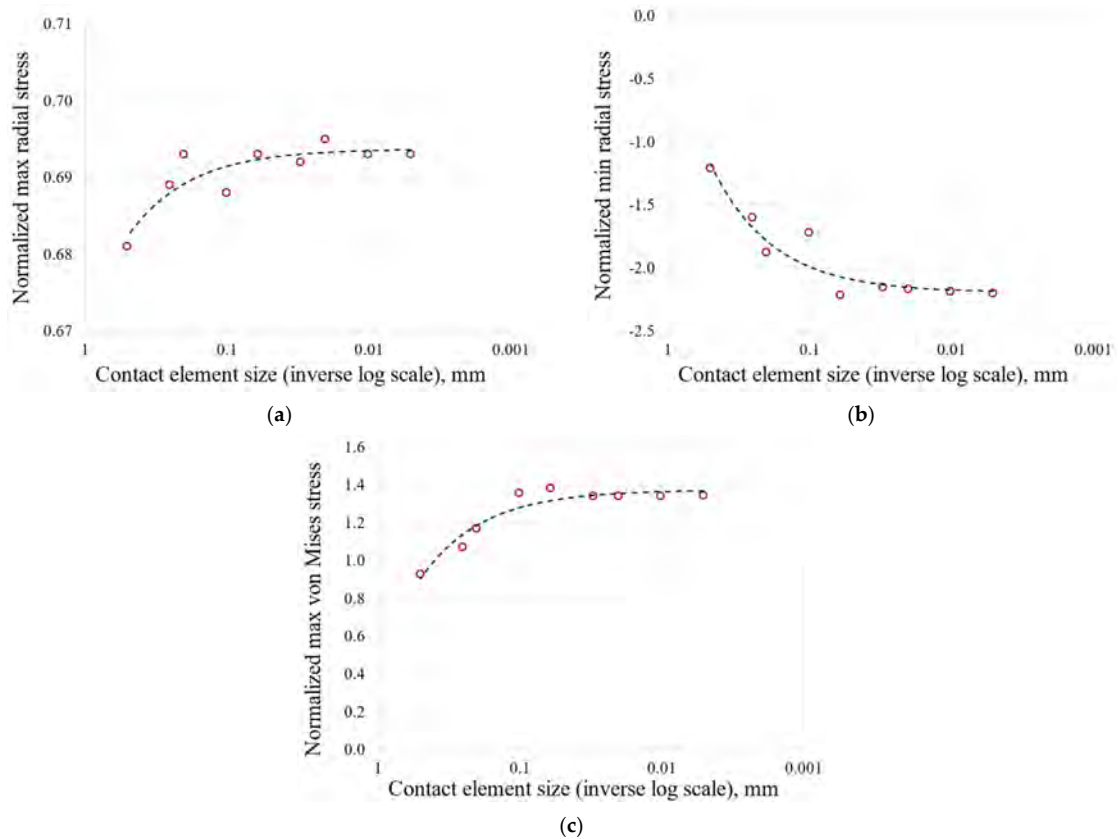 Normalized max radial stress
0.71
0.70
0.69
0.68
0.67
1 0.1 0.01 0.001
Contact element size (inverse log scale), mm
(a)
Normalized min radial stress
0.0
-0.5
-1.0
-1.5
-2.0
-2.5
1 0.1 0.01 0.001
Contact element size (inverse log scale), mm
(b)
Normalized max von Mises stress
1.6
1.4
1.2
1.0
0.8
0.6
0.4
0.2
0.0
1 0.1 0.01 0.001
Contact element size (inverse log scale), mm
(c)